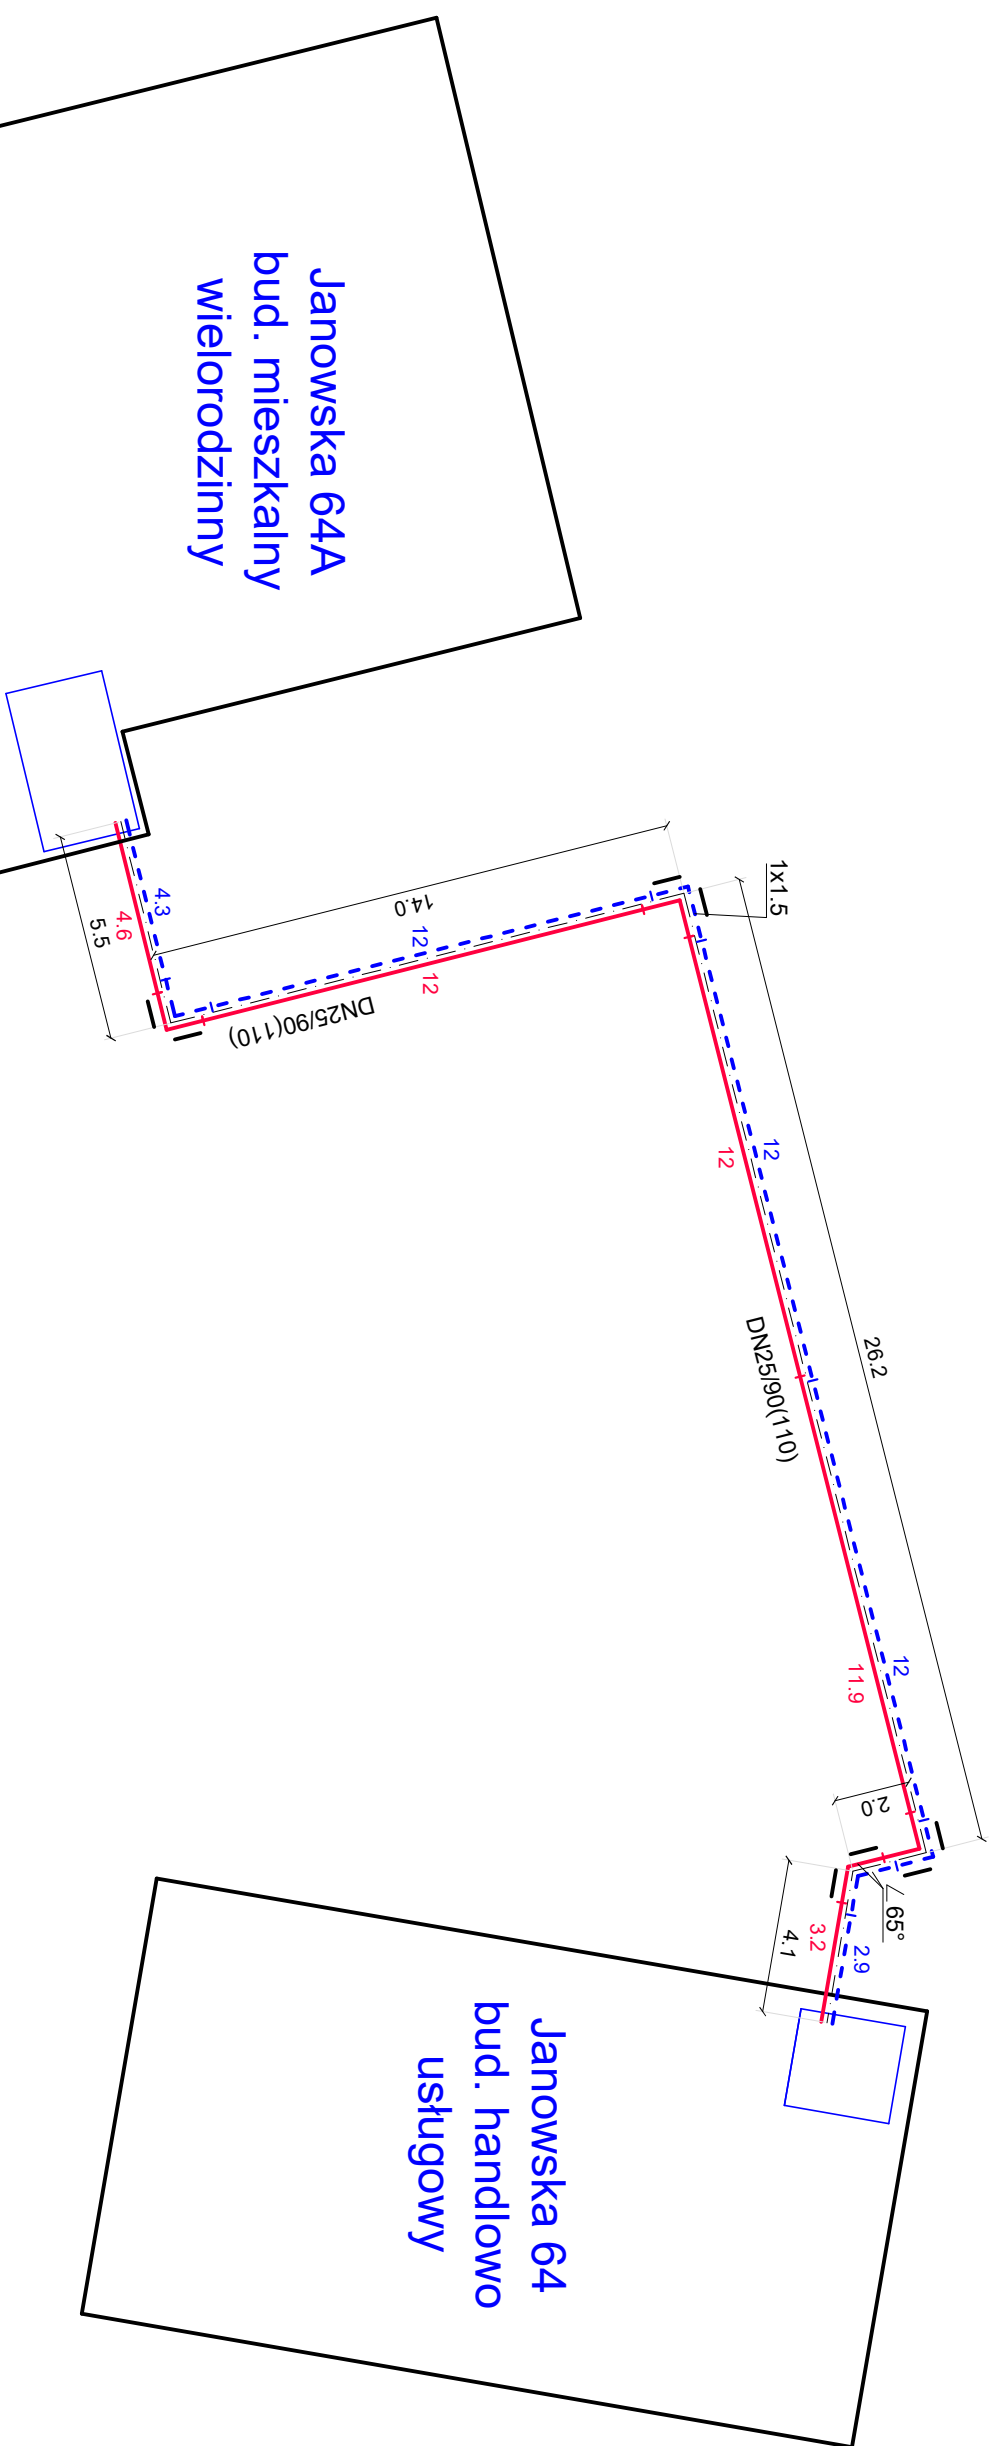 Janowska 64A
bud. mieszkalny
wielorodzinny
1x1.5
14.0
12
12
4.3
4.6
5.5
DN25/90(110)
12
12
26.2
DN25/90(110)
12
11.9
2.0
65°
2.9
3.2
4.1
Janowska 64
bud. handlowo
usługowy